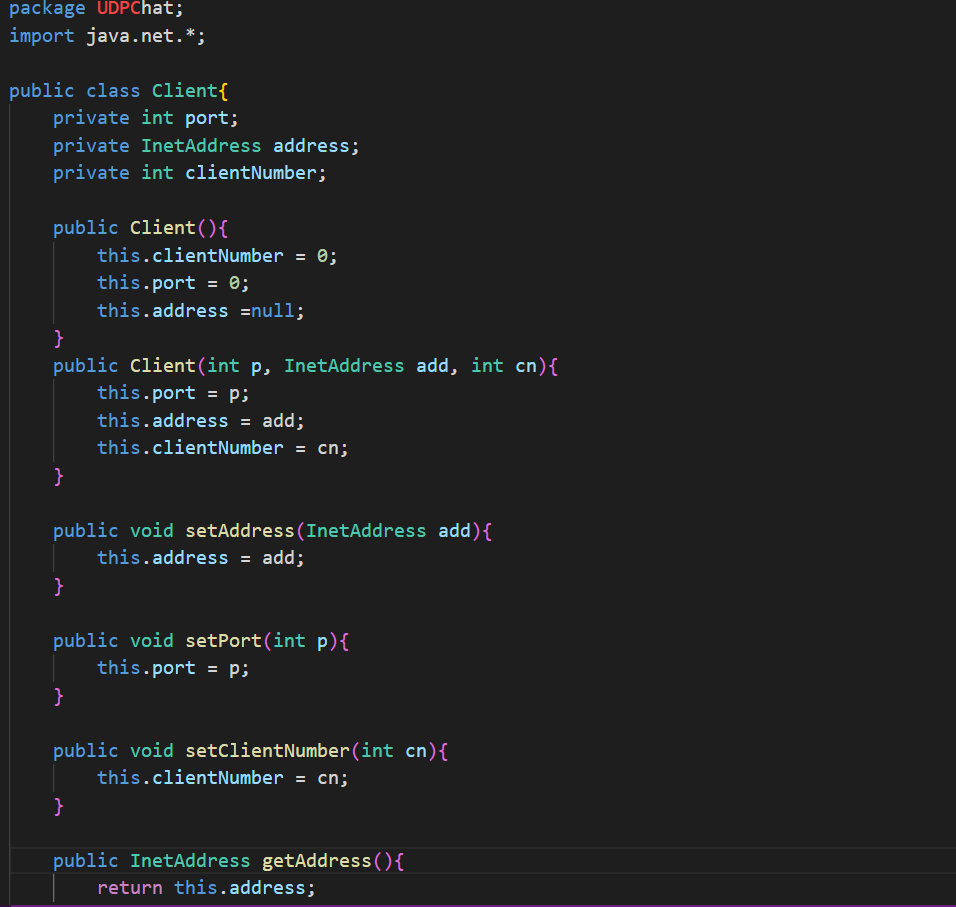 package UDPChat;
import java.net.*;

public class Client{
    private int port;
    private InetAddress address;
    private int clientNumber;

    public Client(){
        this.clientNumber = 0;
        this.port = 0;
        this.address =null;
    }
    public Client(int p, InetAddress add, int cn){
        this.port = p;
        this.address = add;
        this.clientNumber = cn;
    }

    public void setAddress(InetAddress add){
        this.address = add;
    }

    public void setPort(int p){
        this.port = p;
    }

    public void setClientNumber(int cn){
        this.clientNumber = cn;
    }

    public InetAddress getAddress(){
        return this.address;